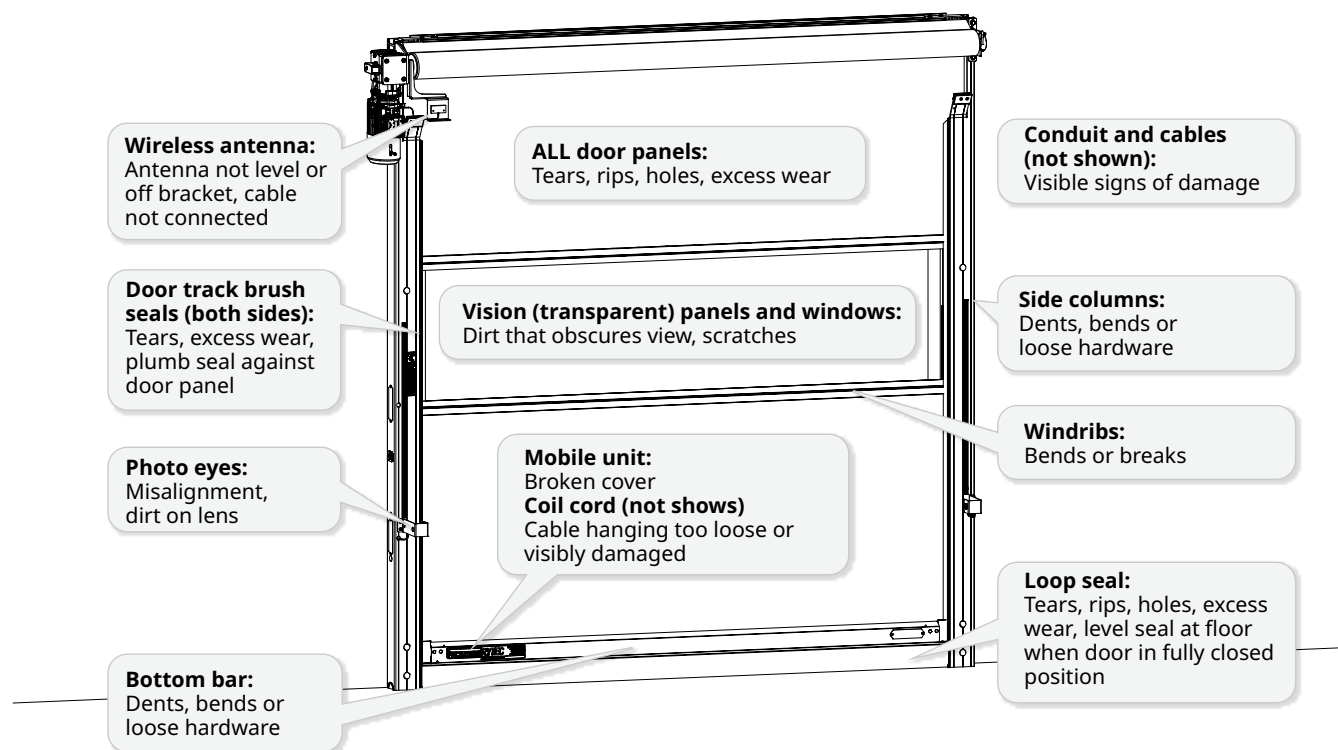 Wireless antenna:
Antenna not level or
off bracket, cable
not connected
ALL door panels:
Tears, rips, holes, excess wear
Conduit and cables
(not shown):
Visible signs of damage
Door track brush
seals (both sides):
Tears, excess wear,
plumb seal against
door panel
Vision (transparent) panels and windows:
Dirt that obscures view, scratches
Side columns:
Dents, bends or
loose hardware
Windribs:
Bends or breaks
Photo eyes:
Misalignment,
dirt on lens
Mobile unit:
Broken cover
Coil cord (not shows)
Cable hanging too loose or
visibly damaged
Loop seal:
Tears, rips, holes, excess
wear, level seal at floor
when door in fully closed
position
Bottom bar:
Dents, bends or
loose hardware